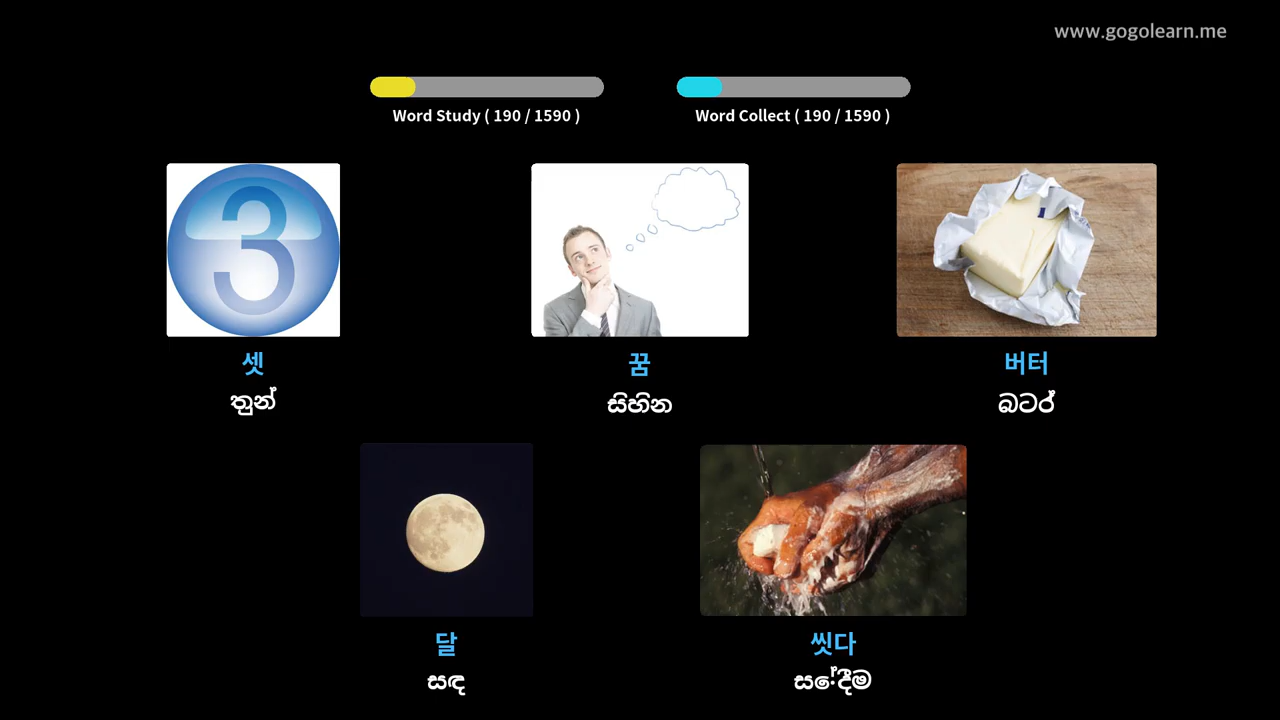 www.gogolearn.me
Word Study ( 190 / 1590 )
Word Collect ( 190 / 1590 )
3
셋
තුන්
꿈
සිහින
버터
බටර්
달
සඳ
씻다